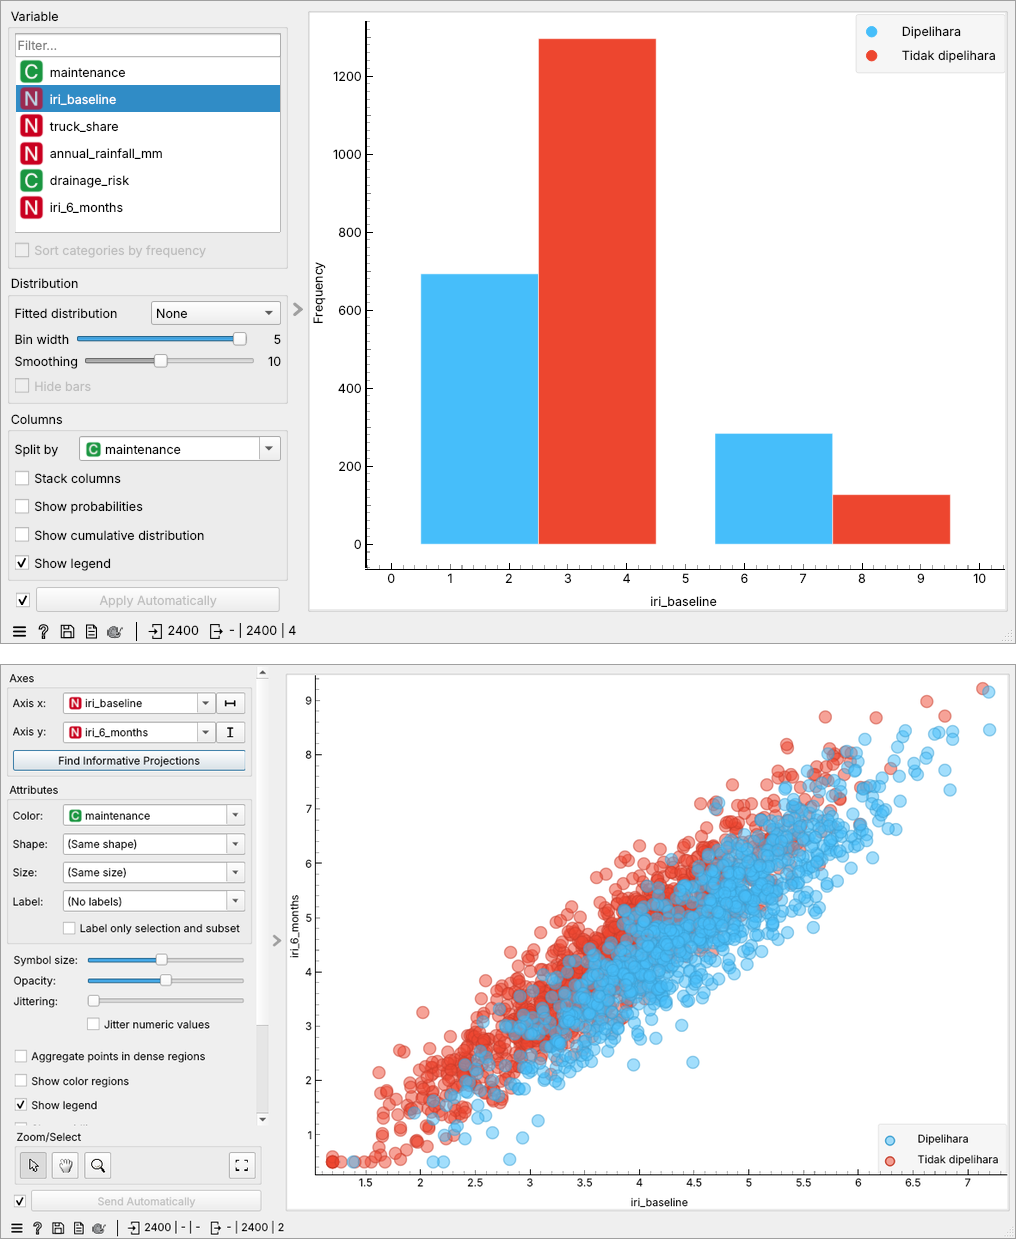 Variable
Filter...
C maintenance
N iri_baseline
N truck_share
N annual_rainfall_mm
C drainage_risk
N iri_6_months
Sort categories by frequency
Distribution
Fitted distribution None
Bin width 5
Smoothing 10
Hide bars
Columns
Split by C maintenance
Stack columns
Show probabilities
Show cumulative distribution
Show legend
Apply Automatically
2400 - | 2400 | 4
Dipelihara
Tidak dipelihara
Frequency
1200
1000
800
600
400
200
0
0 1 2 3 4 5 6 7 8 9 10
iri_baseline
Axes
Axis x: N iri_baseline
Axis y: N iri_6_months
Find Informative Projections
Attributes
Color: C maintenance
Shape: (Same shape)
Size: (Same size)
Label: (No labels)
Label only selection and subset
Symbol size:
Opacity:
Jittering:
Jitter numeric values
Aggregate points in dense regions
Show color regions
Show legend
Zoom/Select
Send Automatically
2400 | - | - - | 2400 | 2
iri_6_months
9
8
7
6
5
4
3
2
1
1.5 2 2.5 3 3.5 4 4.5 5 5.5 6 6.5 7
iri_baseline
Dipelihara
Tidak dipelihara